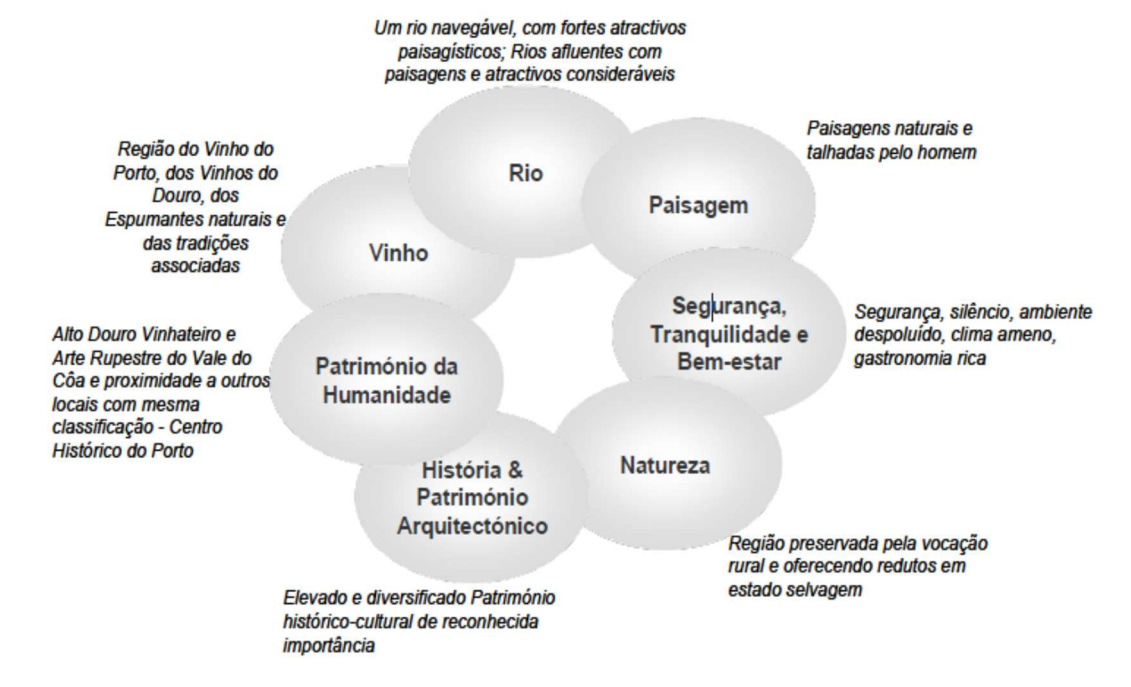 Um rio navegável, com fortes atractivos
paisagísticos; Rios afluentes com
paisagens e atractivos consideráveis
Rio
Paisagens naturais e
talhadas pelo homem
Paisagem
Segurança,
Tranquilidade e
Bem-estar
Segurança, silêncio, ambiente
despoluído, clima ameno,
gastronomia rica
Natureza
Região preservada pela vocação
rural e oferecendo redutos em
estado selvagem
História &
Património
Arquitectónico
Elevado e diversificado Património
histórico-cultural de reconhecida
importância
Património da
Humanidade
Alto Douro Vinhateiro e
Arte Rupestre do Vale do
Côa e proximidade a outros
locais com mesma
classificação - Centro
Histórico do Porto
Vinho
Região do Vinho do
Porto, dos Vinhos do
Douro, dos
Espumantes naturais e
das tradições
associadas